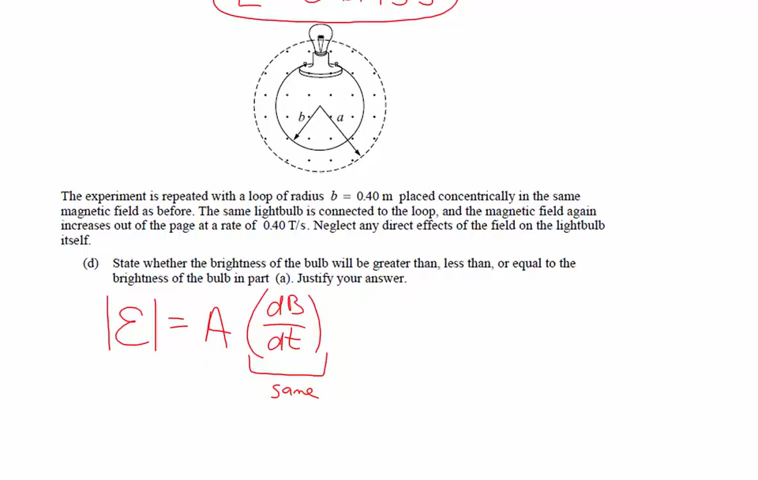 b
a
The experiment is repeated with a loop of radius b = 0.40 m placed concentrically in the same
magnetic field as before. The same lightbulb is connected to the loop, and the magnetic field again
increases out of the page at a rate of 0.40 T/s. Neglect any direct effects of the field on the lightbulb
itself.
(d) State whether the brightness of the bulb will be greater than, less than, or equal to the
brightness of the bulb in part (a). Justify your answer.
|ε| = A (dB/dt)
same